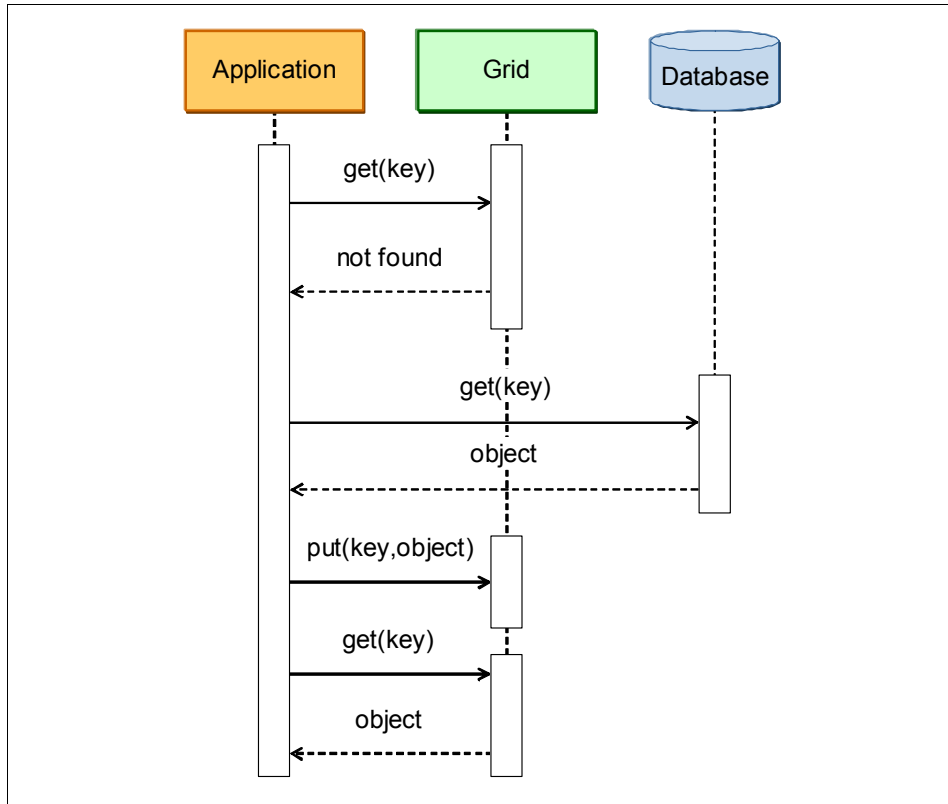 Application
Grid
Database
get(key)
not found
get(key)
object
put(key,object)
get(key)
object